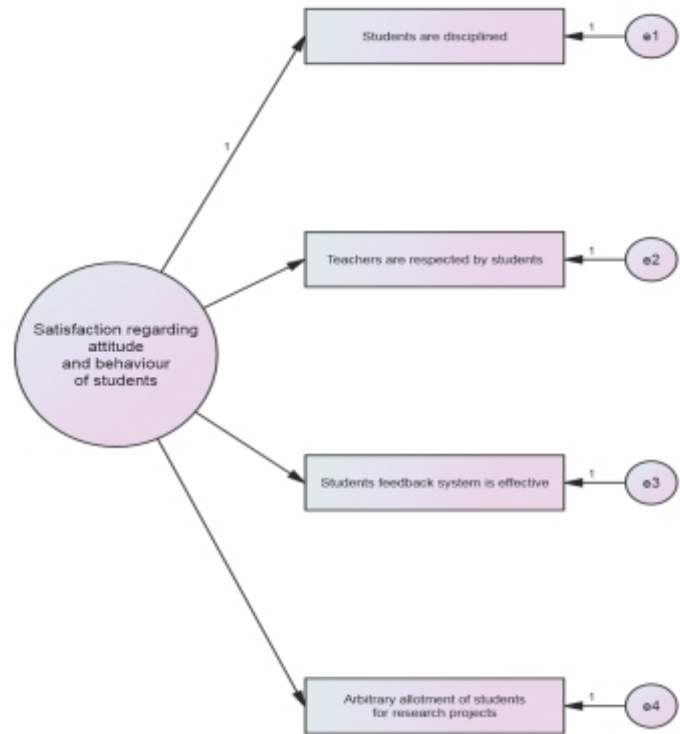 Students are disciplined
1
e1
1
Teachers are respected by students
1
e2
Satisfaction regarding
attitude
and behaviour
of students
Students feedback system is effective
1
e3
Arbitrary allotment of students
for research projects
1
e4